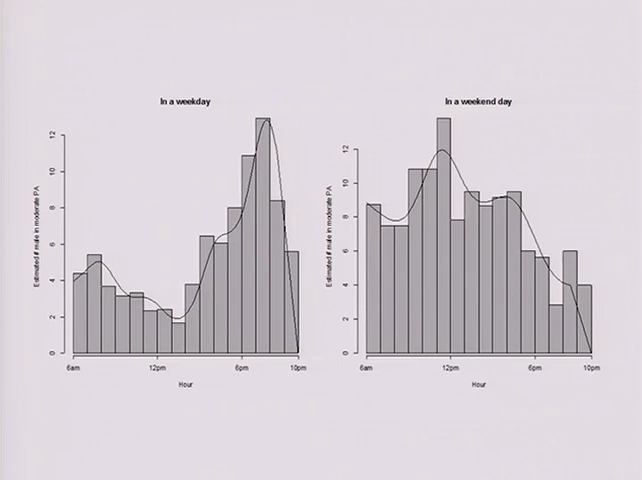 In a weekday
Estimated # male in moderate PA
0
2
4
6
8
10
12
6am
12pm
6pm
10pm
Hour
In a weekend day
Estimated # male in moderate PA
0
2
4
6
8
10
12
6am
12pm
6pm
10pm
Hour